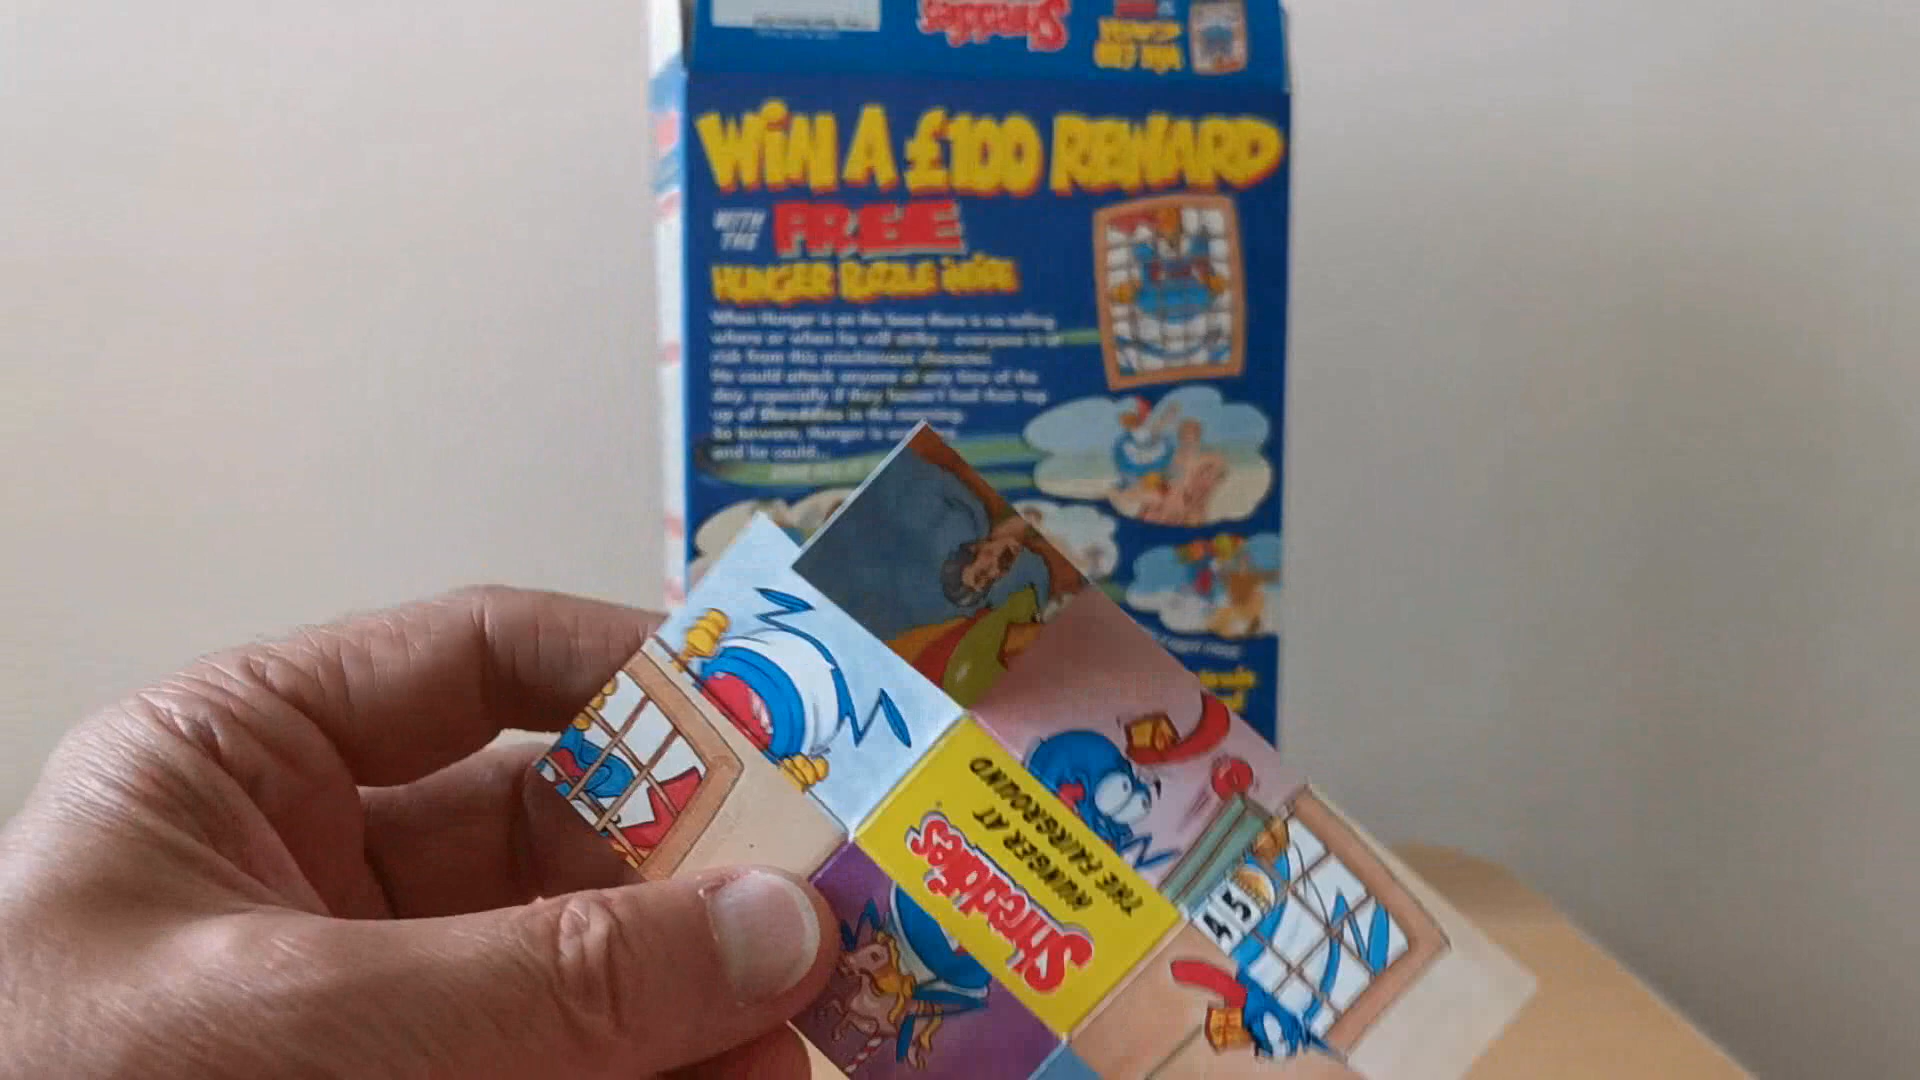 Shreddies
WIN A £100 REWARD
WITH THE FREE
HUNGER PUZZLE WIPE
When Hunger is on the loose there is no telling
where or when he will strike - everyone is at
risk from this mischievous character.
He could attack anyone at any time of the
day, especially if they haven't had their top
up of Shreddies in the morning.
So beware, Hunger is
and he could...
HUNGER AT
THE FAIRGROUND
Shreddies
45